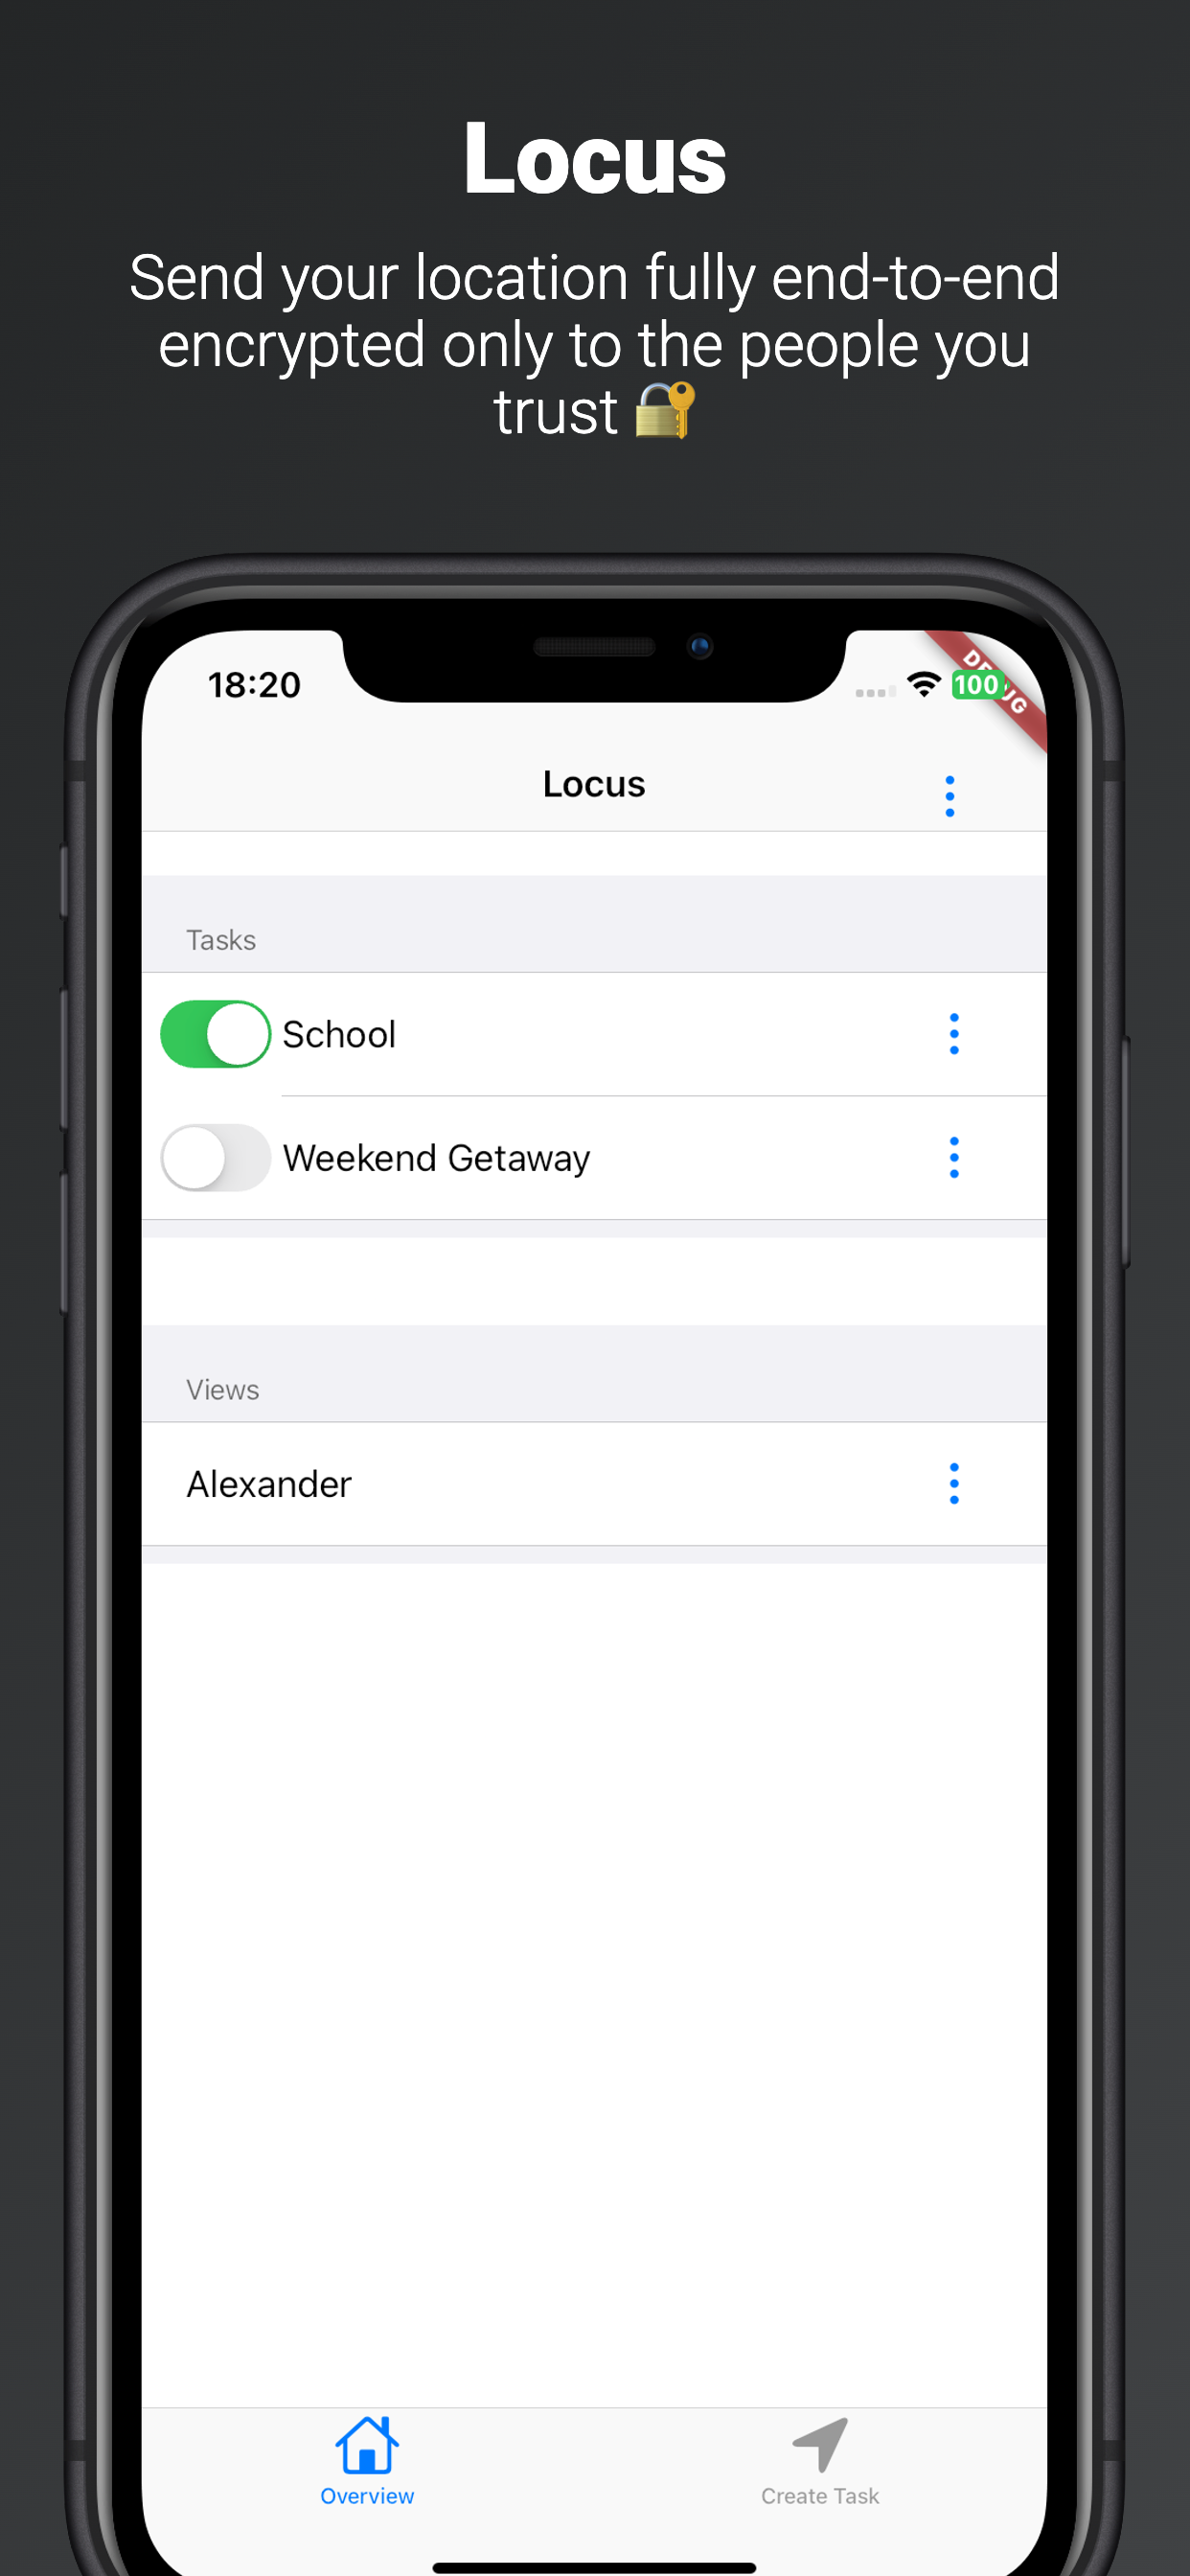 Locus
Send your location fully end-to-end
encrypted only to the people you
trust 🔐
18:20
100
Locus
Tasks
School
Weekend Getaway
Views
Alexander
Overview
Create Task